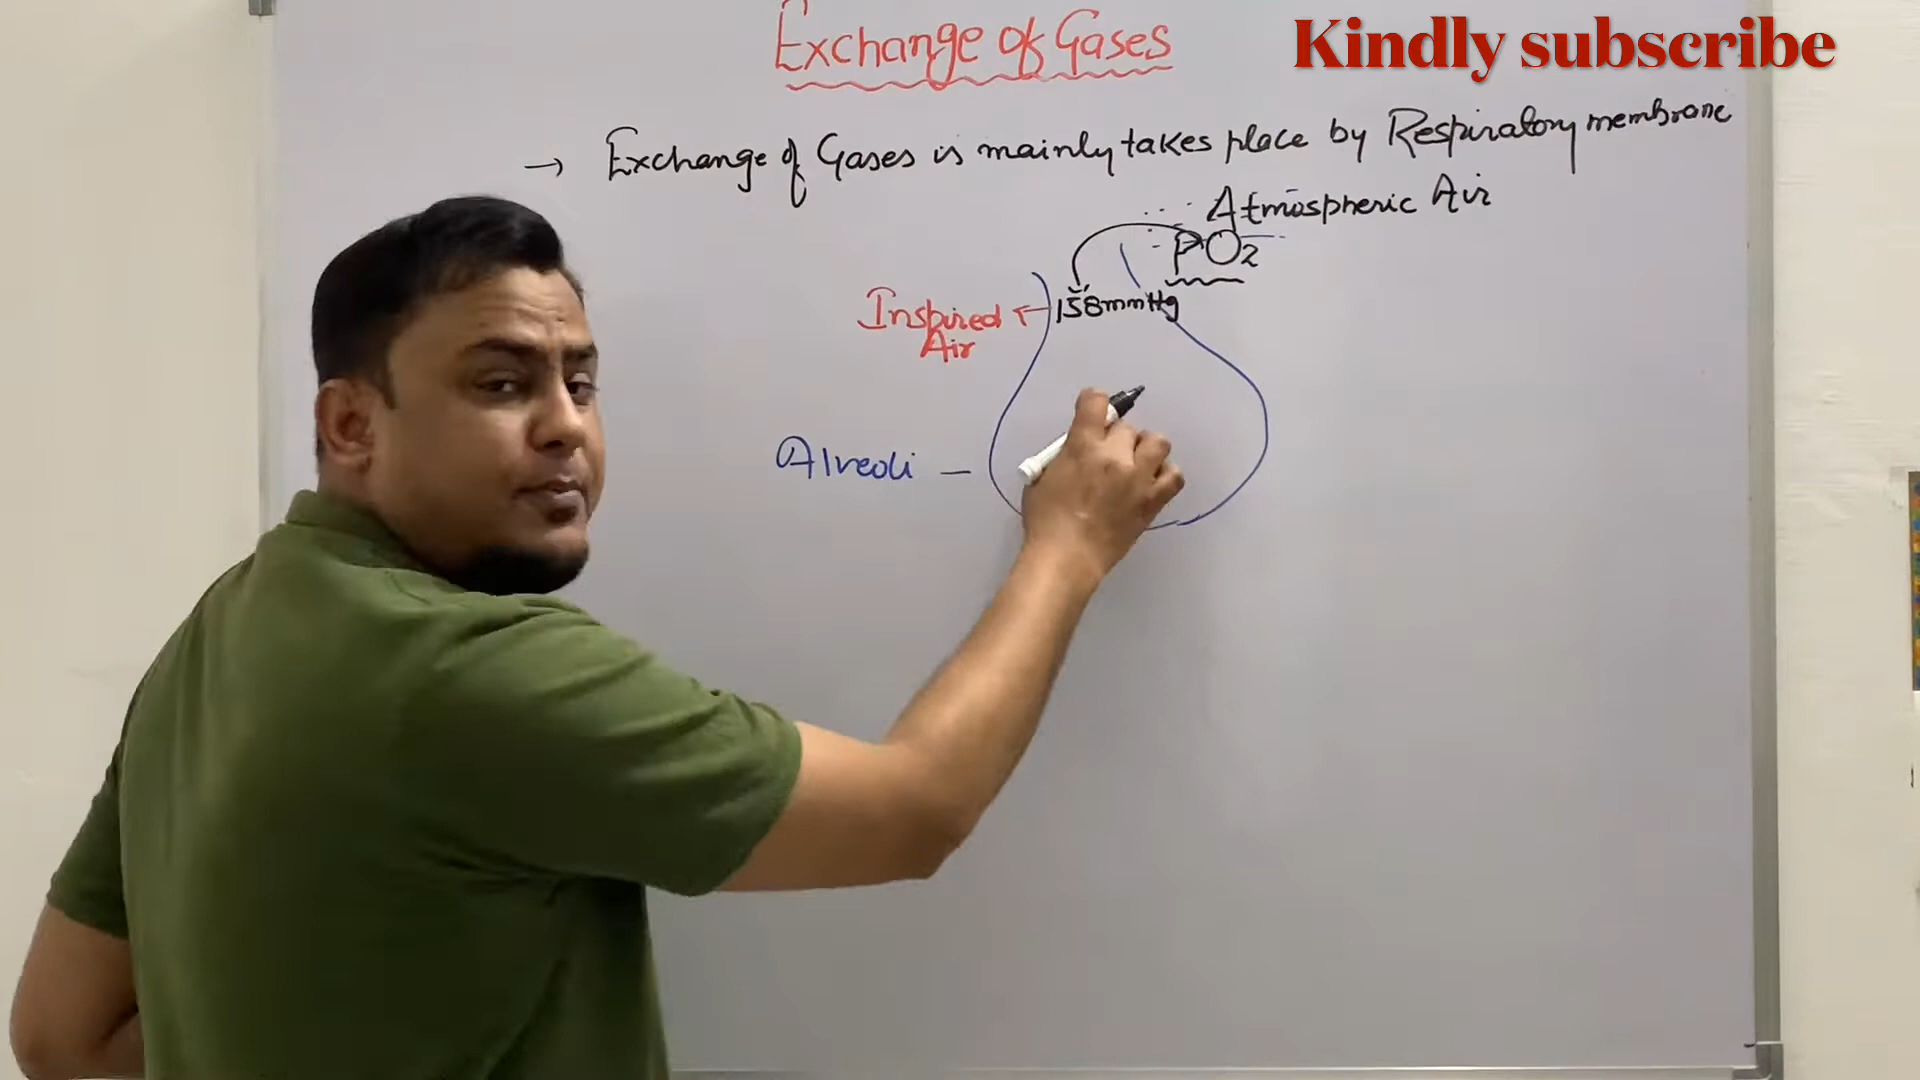 Exchange of Gases
Kindly subscribe
→ Exchange of Gases is mainly takes place by Respiratory membrane
Atmospheric Air
PO2
158mmHg
Inspired
Air
Alveoli –